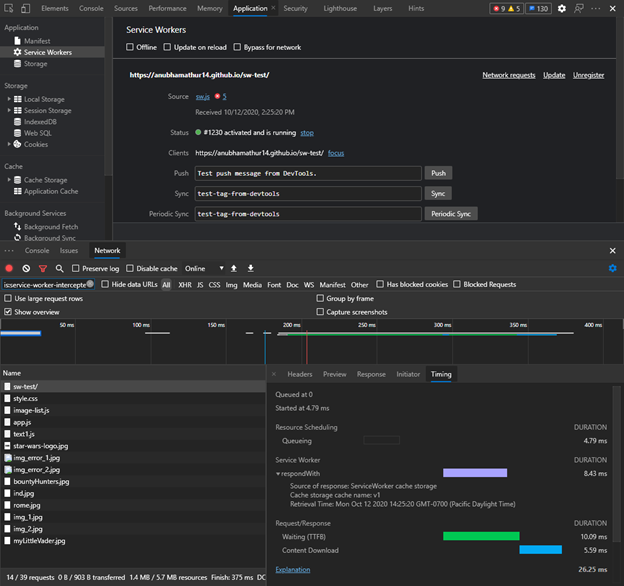 Elements Console Sources Performance Memory Application Security Lighthouse Layers Hints 9 5 130
Application
Manifest
Service Workers
Storage
Storage
Local Storage
Session Storage
IndexedDB
Web SQL
Cookies
Cache
Cache Storage
Application Cache
Background Services
Background Fetch
Background Sync
Service Workers
Offline Update on reload Bypass for network
https://anubhamathur14.github.io/sw-test/ Network requests Update Unregister
Source sw.js 5
Received 10/12/2020, 2:25:20 PM
Status #1230 activated and is running stop
Clients https://anubhamathur14.github.io/sw-test/ focus
Push Test push message from DevTools. Push
Sync test-tag-from-devtools Sync
Periodic Sync test-tag-from-devtools Periodic Sync
Console Issues Network
Preserve log Disable cache Online
is:service-worker-intercepte Hide data URLs All XHR JS CSS Img Media Font Doc WS Manifest Other Has blocked cookies Blocked Requests
Use large request rows Group by frame
Show overview Capture screenshots
50 ms 100 ms 150 ms 200 ms 250 ms 300 ms 350 ms 400 ms
Name
sw-test/
style.css
image-list.js
app.js
text1.js
star-wars-logo.jpg
img_error_1.jpg
img_error_2.jpg
bountyHunters.jpg
ind.jpg
rome.jpg
img_1.jpg
img_2.jpg
myLittleVader.jpg
14 / 39 requests 0 B / 903 B transferred 1.4 MB / 5.7 MB resources Finish: 375 ms DC
Headers Preview Response Initiator Timing
Queued at 0
Started at 4.79 ms
Resource Scheduling DURATION
Queueing 4.79 ms
Service Worker DURATION
respondWith 8.43 ms
Source of response: ServiceWorker cache storage
Cache storage cache name: v1
Retrieval Time: Mon Oct 12 2020 14:25:20 GMT-0700 (Pacific Daylight Time)
Request/Response DURATION
Waiting (TTFB) 10.09 ms
Content Download 5.59 ms
Explanation 26.25 ms